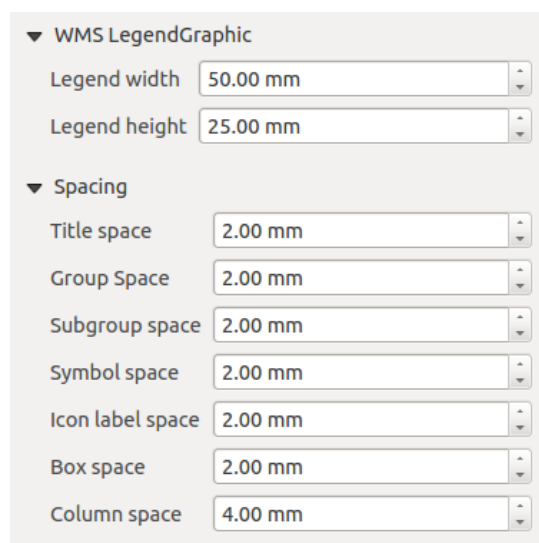 WMS LegendGraphic
Legend width 50.00 mm
Legend height 25.00 mm
Spacing
Title space 2.00 mm
Group Space 2.00 mm
Subgroup space 2.00 mm
Symbol space 2.00 mm
Icon label space 2.00 mm
Box space 2.00 mm
Column space 4.00 mm